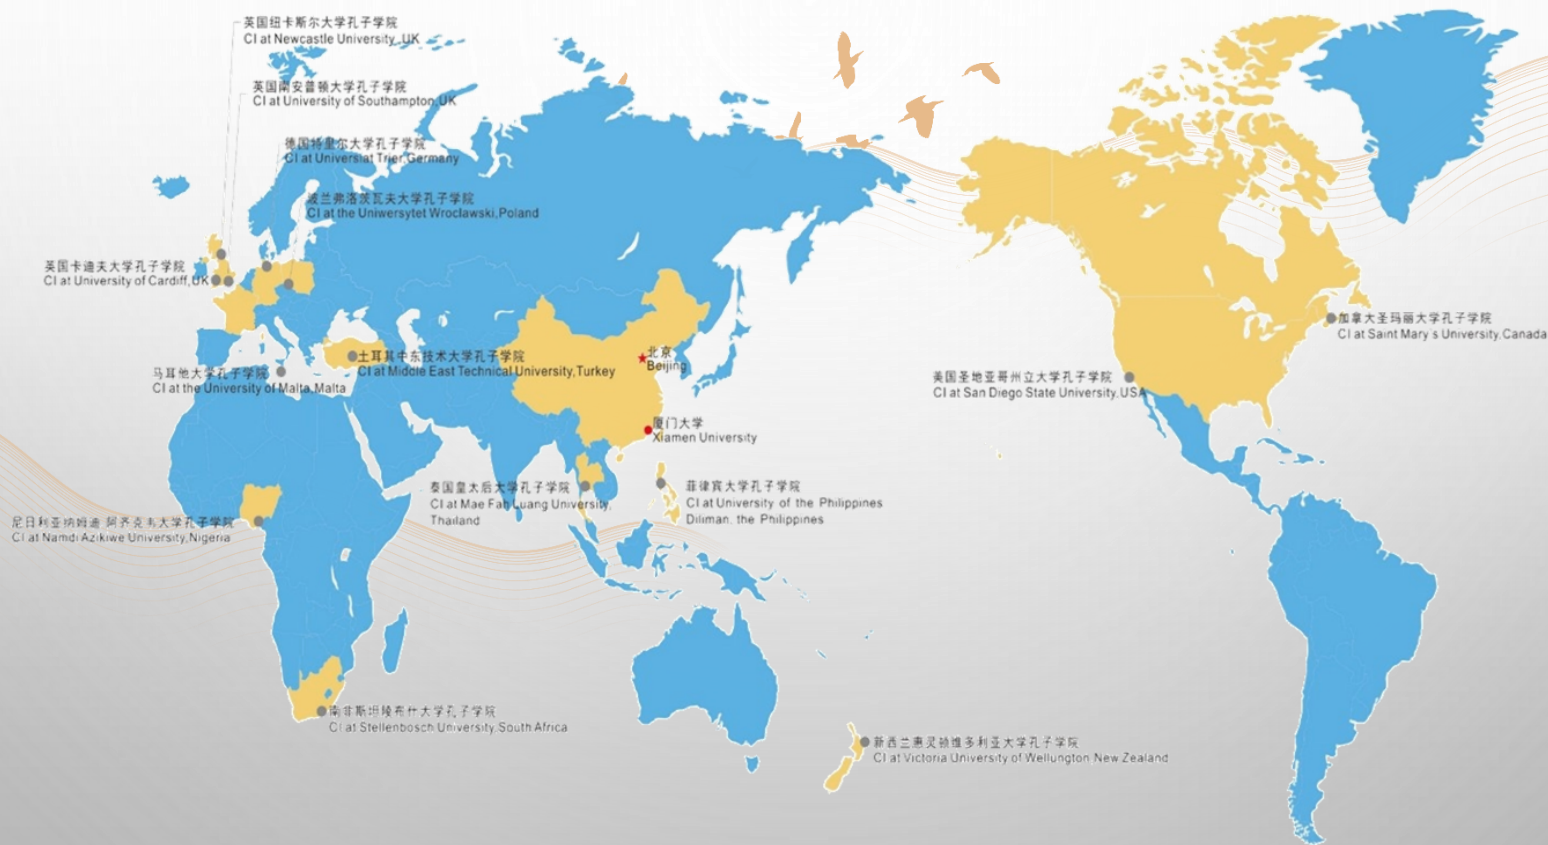 英国纽卡斯尔大学孔子学院
CI at Newcastle University,UK
英国南安普顿大学孔子学院
CI at University of Southampton,UK
德国特里尔大学孔子学院
CI at Universiat Trier,Germany
波兰弗洛茨瓦夫大学孔子学院
CI at the Uniwersytet Wroclawski,Poland
英国卡迪夫大学孔子学院
CI at University of Cardiff,UK
加拿大圣玛丽大学孔子学院
CI at Saint Mary`s University,Canada
土耳其中东技术大学孔子学院
CI at Middle East Technical University,Turkey
北京
Beijing
马耳他大学孔子学院
CI at the University of Malta,Malta
美国圣地亚哥州立大学孔子学院
CI at San Diego State University,USA
厦门大学
Xiamen University
泰国皇太后大学孔子学院
CI at Mae Fah Luang University,
Thailand
菲律宾大学孔子学院
CI at University of the Philippines
Diliman, the Philippines
尼日利亚纳姆迪 阿齐克韦大学孔子学院
CI at Namdi Azikiwe University,Nigeria
南非斯坦陵布什大学孔子学院
CI at Stellenbosch University,South Africa
新西兰惠灵顿维多利亚大学孔子学院
CI at Victoria University of Wellungton New Zealand